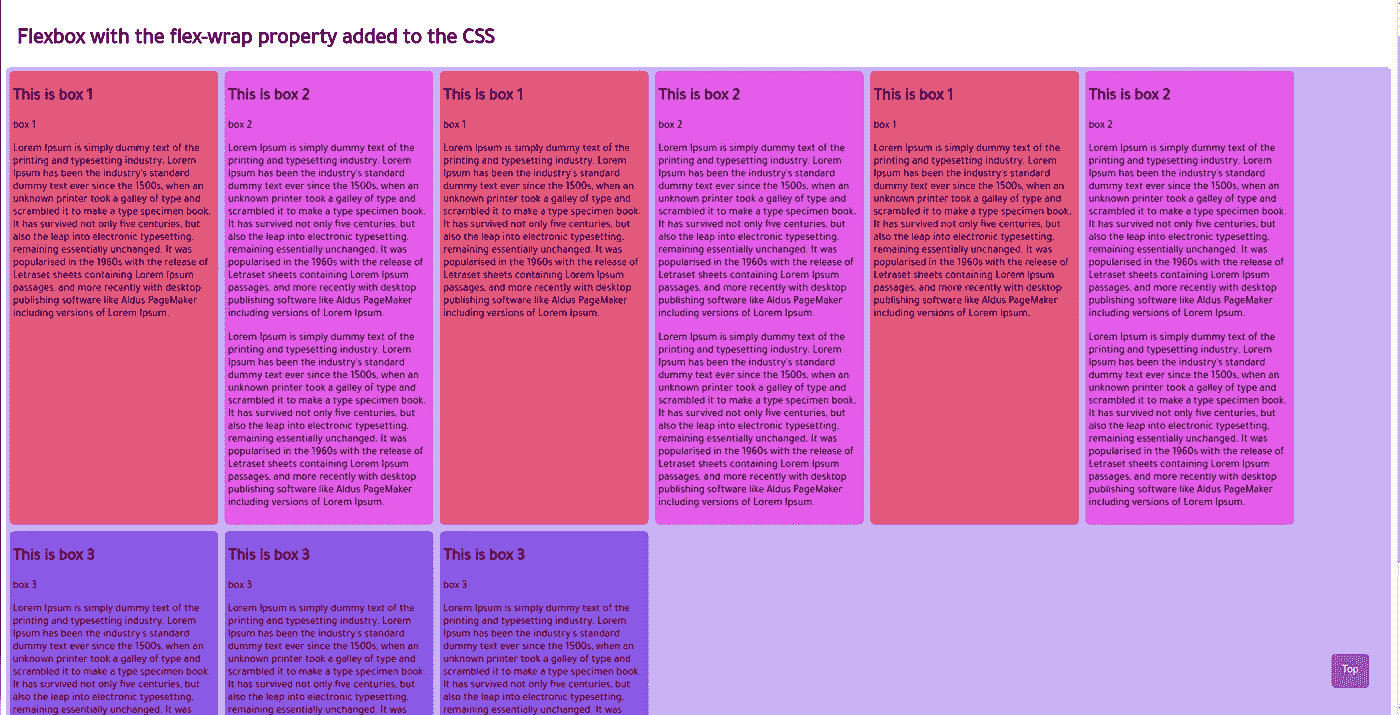 Flexbox with the flex-wrap property added to the CSS
This is box 1
box 1
Lorem Ipsum is simply dummy text of the
printing and typesetting industry. Lorem
Ipsum has been the industry's standard
dummy text ever since the 1500s, when an
unknown printer took a galley of type and
scrambled it to make a type specimen book.
It has survived not only five centuries, but
also the leap into electronic typesetting,
remaining essentially unchanged. It was
popularised in the 1960s with the release of
Letraset sheets containing Lorem Ipsum
passages, and more recently with desktop
publishing software like Aldus PageMaker
including versions of Lorem Ipsum.
This is box 2
box 2
Lorem Ipsum is simply dummy text of the
printing and typesetting industry. Lorem
Ipsum has been the industry's standard
dummy text ever since the 1500s, when an
unknown printer took a galley of type and
scrambled it to make a type specimen book.
It has survived not only five centuries, but
also the leap into electronic typesetting,
remaining essentially unchanged. It was
popularised in the 1960s with the release of
Letraset sheets containing Lorem Ipsum
passages, and more recently with desktop
publishing software like Aldus PageMaker
including versions of Lorem Ipsum.
Lorem Ipsum is simply dummy text of the
printing and typesetting industry. Lorem
Ipsum has been the industry's standard
dummy text ever since the 1500s, when an
unknown printer took a galley of type and
scrambled it to make a type specimen book.
It has survived not only five centuries, but
also the leap into electronic typesetting,
remaining essentially unchanged. It was
popularised in the 1960s with the release of
Letraset sheets containing Lorem Ipsum
passages, and more recently with desktop
publishing software like Aldus PageMaker
including versions of Lorem Ipsum.
This is box 1
box 1
Lorem Ipsum is simply dummy text of the
printing and typesetting industry. Lorem
Ipsum has been the industry's standard
dummy text ever since the 1500s, when an
unknown printer took a galley of type and
scrambled it to make a type specimen book.
It has survived not only five centuries, but
also the leap into electronic typesetting,
remaining essentially unchanged. It was
popularised in the 1960s with the release of
Letraset sheets containing Lorem Ipsum
passages, and more recently with desktop
publishing software like Aldus PageMaker
including versions of Lorem Ipsum.
This is box 2
box 2
Lorem Ipsum is simply dummy text of the
printing and typesetting industry. Lorem
Ipsum has been the industry's standard
dummy text ever since the 1500s, when an
unknown printer took a galley of type and
scrambled it to make a type specimen book.
It has survived not only five centuries, but
also the leap into electronic typesetting,
remaining essentially unchanged. It was
popularised in the 1960s with the release of
Letraset sheets containing Lorem Ipsum
passages, and more recently with desktop
publishing software like Aldus PageMaker
including versions of Lorem Ipsum.
Lorem Ipsum is simply dummy text of the
printing and typesetting industry. Lorem
Ipsum has been the industry's standard
dummy text ever since the 1500s, when an
unknown printer took a galley of type and
scrambled it to make a type specimen book.
It has survived not only five centuries, but
also the leap into electronic typesetting,
remaining essentially unchanged. It was
popularised in the 1960s with the release of
Letraset sheets containing Lorem Ipsum
passages, and more recently with desktop
publishing software like Aldus PageMaker
including versions of Lorem Ipsum.
This is box 1
box 1
Lorem Ipsum is simply dummy text of the
printing and typesetting industry. Lorem
Ipsum has been the industry's standard
dummy text ever since the 1500s, when an
unknown printer took a galley of type and
scrambled it to make a type specimen book.
It has survived not only five centuries, but
also the leap into electronic typesetting,
remaining essentially unchanged. It was
popularised in the 1960s with the release of
Letraset sheets containing Lorem Ipsum
passages, and more recently with desktop
publishing software like Aldus PageMaker
including versions of Lorem Ipsum.
This is box 2
box 2
Lorem Ipsum is simply dummy text of the
printing and typesetting industry. Lorem
Ipsum has been the industry's standard
dummy text ever since the 1500s, when an
unknown printer took a galley of type and
scrambled it to make a type specimen book.
It has survived not only five centuries, but
also the leap into electronic typesetting,
remaining essentially unchanged. It was
popularised in the 1960s with the release of
Letraset sheets containing Lorem Ipsum
passages, and more recently with desktop
publishing software like Aldus PageMaker
including versions of Lorem Ipsum.
Lorem Ipsum is simply dummy text of the
printing and typesetting industry. Lorem
Ipsum has been the industry's standard
dummy text ever since the 1500s, when an
unknown printer took a galley of type and
scrambled it to make a type specimen book.
It has survived not only five centuries, but
also the leap into electronic typesetting,
remaining essentially unchanged. It was
popularised in the 1960s with the release of
Letraset sheets containing Lorem Ipsum
passages, and more recently with desktop
publishing software like Aldus PageMaker
including versions of Lorem Ipsum.
This is box 3
box 3
Lorem Ipsum is simply dummy text of the
printing and typesetting industry. Lorem
Ipsum has been the industry's standard
dummy text ever since the 1500s, when an
unknown printer took a galley of type and
scrambled it to make a type specimen book.
It has survived not only five centuries, but
also the leap into electronic typesetting,
remaining essentially unchanged. It was
This is box 3
box 3
Lorem Ipsum is simply dummy text of the
printing and typesetting industry. Lorem
Ipsum has been the industry's standard
dummy text ever since the 1500s, when an
unknown printer took a galley of type and
scrambled it to make a type specimen book.
It has survived not only five centuries, but
also the leap into electronic typesetting,
remaining essentially unchanged. It was
This is box 3
box 3
Lorem Ipsum is simply dummy text of the
printing and typesetting industry. Lorem
Ipsum has been the industry's standard
dummy text ever since the 1500s, when an
unknown printer took a galley of type and
scrambled it to make a type specimen book.
It has survived not only five centuries, but
also the leap into electronic typesetting,
remaining essentially unchanged. It was
Top